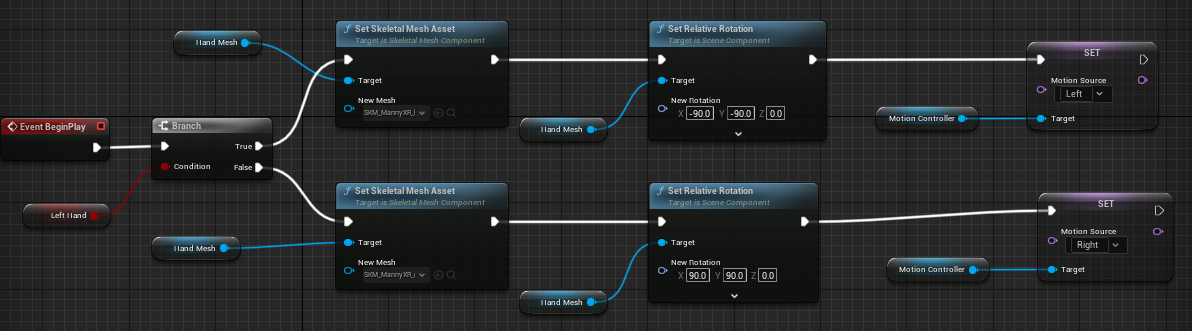 Event BeginPlay
Left Hand
Branch
True
Condition
False
Hand Mesh
Set Skeletal Mesh Asset
Target is Skeletal Mesh Component
Target
New Mesh
SKM_MannyXR_l
Hand Mesh
Set Relative Rotation
Target is Scene Component
Target
New Rotation
X -90.0 Y -90.0 Z 0.0
Motion Controller
SET
Motion Source
Left
Target
Hand Mesh
Set Skeletal Mesh Asset
Target is Skeletal Mesh Component
Target
New Mesh
SKM_MannyXR_
Hand Mesh
Set Relative Rotation
Target is Scene Component
Target
New Rotation
X 90.0 Y 90.0 Z 0.0
Motion Controller
SET
Motion Source
Right
Target